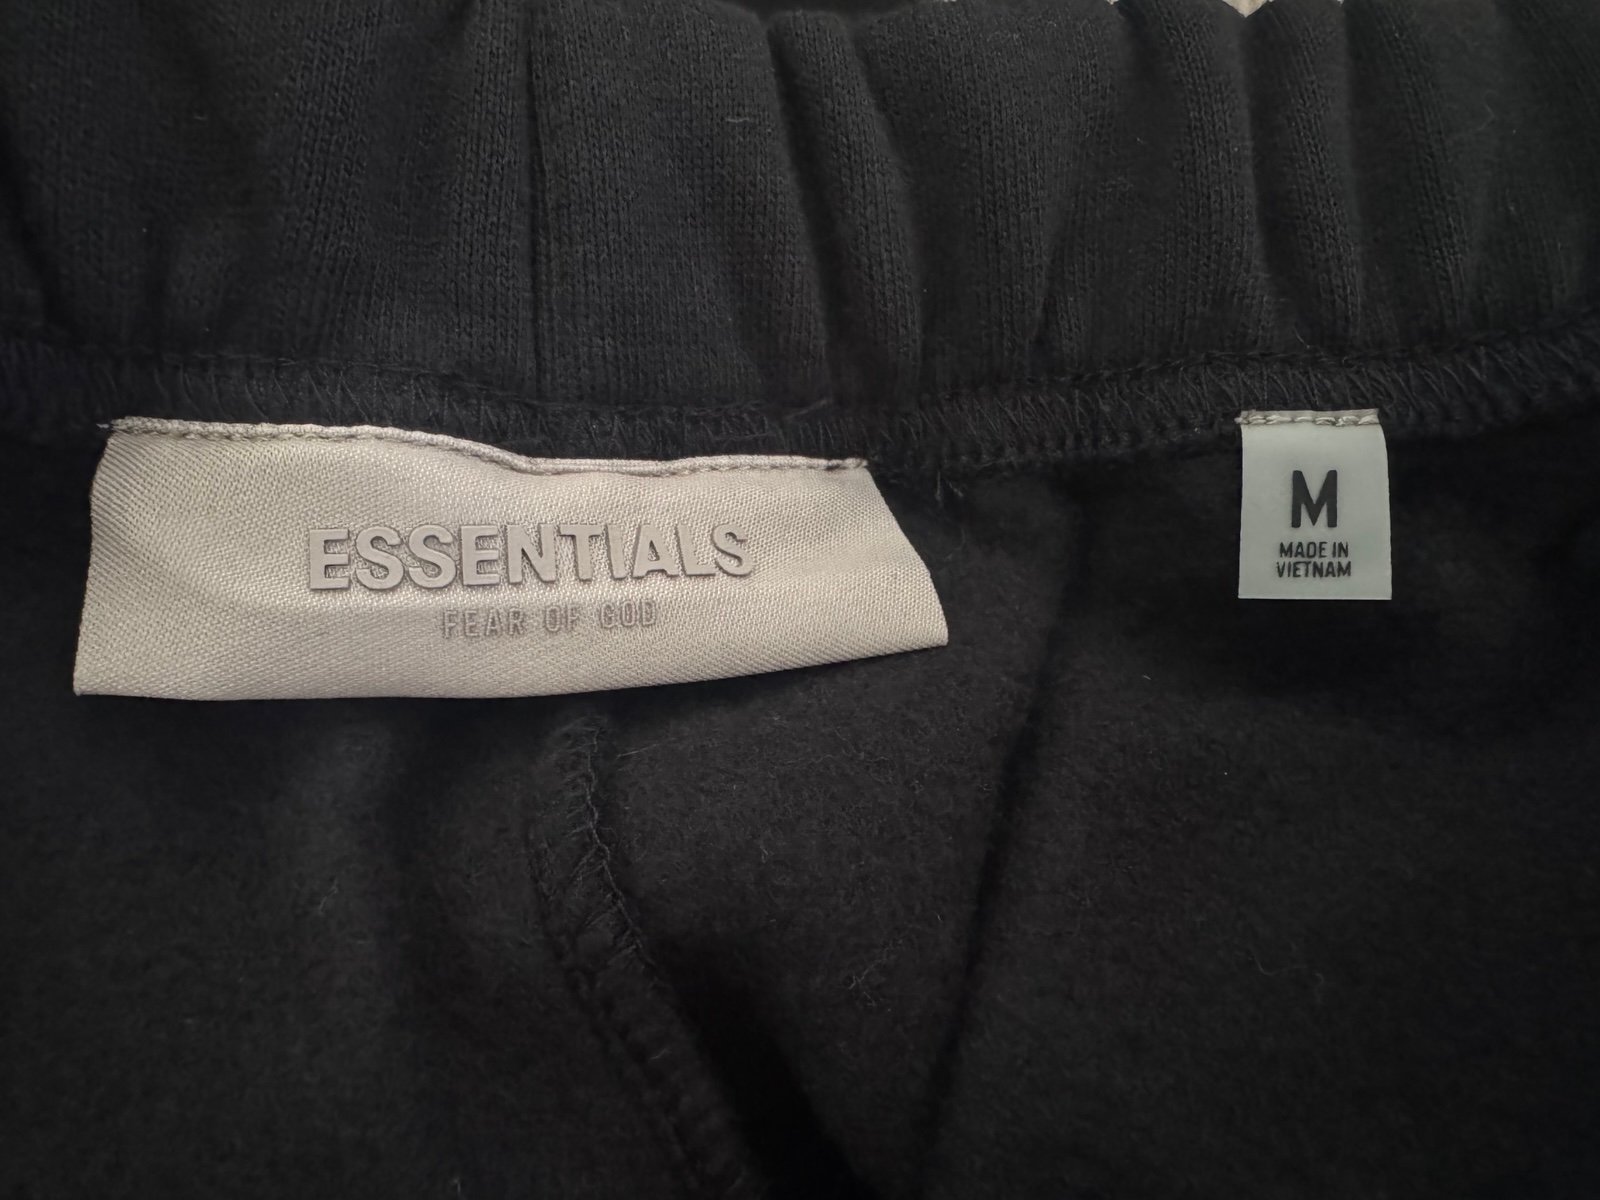 ESSENTIALS
FEAR OF GOD
M
MADE IN
VIETNAM